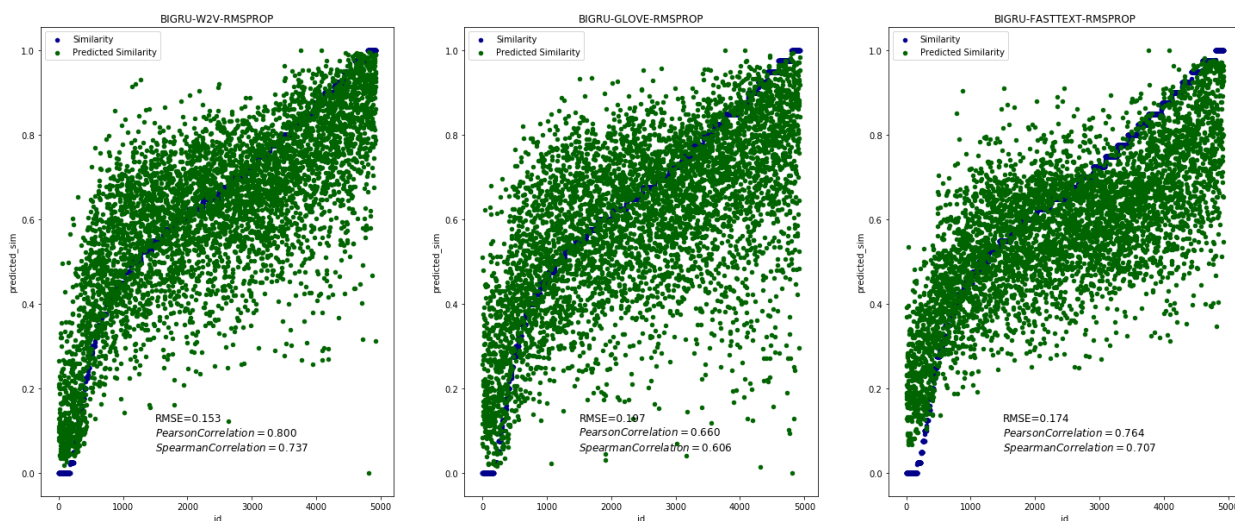 BIGRU-W2V-RMSPROP
Similarity
Predicted Similarity
predicted_sim
1.0
0.8
0.6
0.4
0.2
0.0
RMSE=0.153
PearsonCorrelation = 0.800
SpearmanCorrelation = 0.737
0 1000 2000 3000 4000 5000
id
BIGRU-GLOVE-RMSPROP
Similarity
Predicted Similarity
predicted_sim
1.0
0.8
0.6
0.4
0.2
0.0
RMSE=0.197
PearsonCorrelation = 0.660
SpearmanCorrelation = 0.606
0 1000 2000 3000 4000 5000
id
BIGRU-FASTTEXT-RMSPROP
Similarity
Predicted Similarity
predicted_sim
1.0
0.8
0.6
0.4
0.2
0.0
RMSE=0.174
PearsonCorrelation = 0.764
SpearmanCorrelation = 0.707
0 1000 2000 3000 4000 5000
id